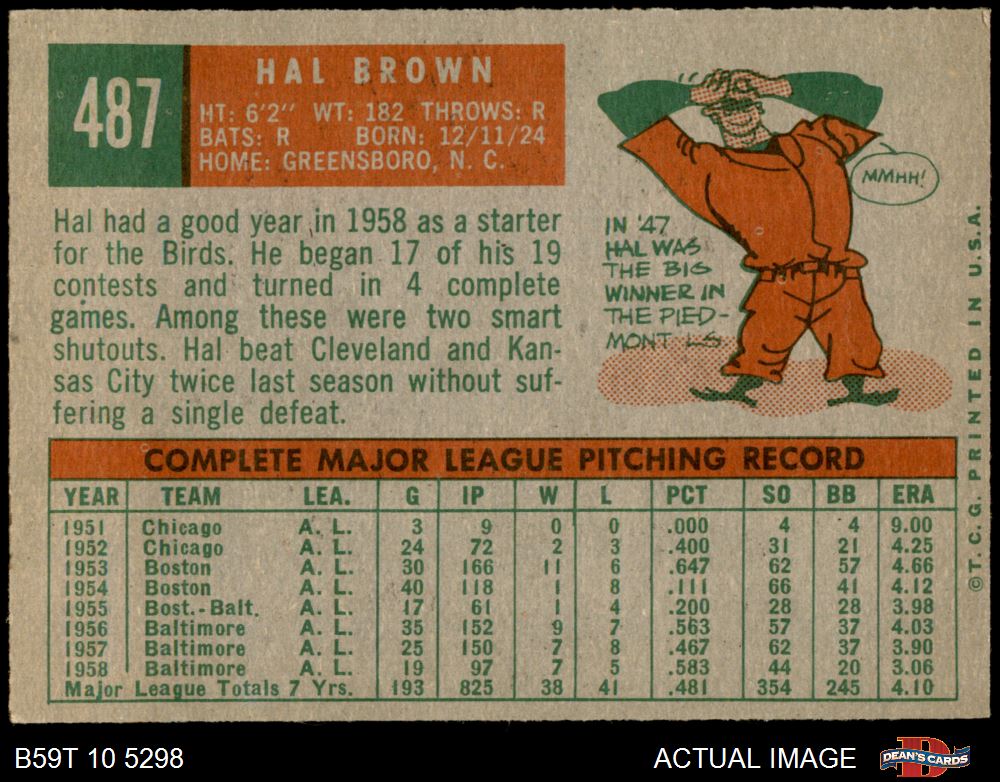 487
HAL BROWN
HT: 6'2" WT: 182 THROWS: R
BATS: R BORN: 12/11/24
HOME: GREENSBORO, N. C.
Hal had a good year in 1958 as a starter
for the Birds. He began 17 of his 19
contests and turned in 4 complete
games. Among these were two smart
shutouts. Hal beat Cleveland and Kan-
sas City twice last season without suf-
fering a single defeat.
MMHH!
IN '47
HAL WAS
THE BIG
WINNER IN
THE PIED-
MONT LS
©T. C. G. PRINTED IN U.S.A.
COMPLETE MAJOR LEAGUE PITCHING RECORD
YEAR TEAM LEA. G IP W L PCT SO BB ERA
1951 Chicago A. L. 3 9 0 0 .000 4 4 9.00
1952 Chicago A. L. 24 72 2 3 .400 31 21 4.25
1953 Boston A. L. 30 166 11 6 .647 62 57 4.66
1954 Boston A. L. 40 118 1 8 .111 66 41 4.12
1955 Bost.-Balt. A. L. 17 61 1 4 .200 28 28 3.98
1956 Baltimore A. L. 35 152 9 7 .563 57 37 4.03
1957 Baltimore A. L. 25 150 7 8 .467 62 37 3.90
1958 Baltimore A. L. 19 97 7 5 .583 44 20 3.06
Major League Totals 7 Yrs. 193 825 38 41 .481 354 245 4.10
B59T 10 5298
ACTUAL IMAGE
DEAN'S CARDS